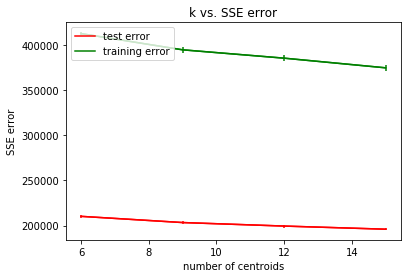 k vs. SSE error
test error
training error
SSE error
400000
350000
300000
250000
200000
6 8 10 12 14
number of centroids